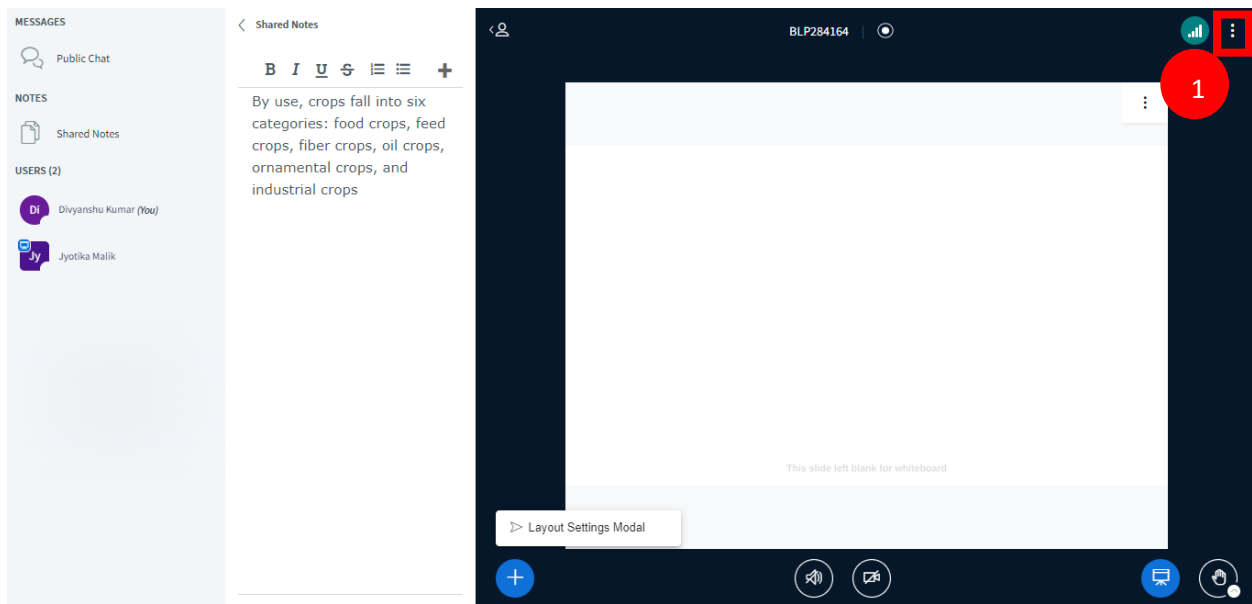 MESSAGES
Public Chat
NOTES
Shared Notes
USERS (2)
Di
Divyanshu Kumar (You)
Jy
Jyotika Malik
Shared Notes
B I U S
By use, crops fall into six
categories: food crops, feed
crops, fiber crops, oil crops,
ornamental crops, and
industrial crops
BLP284164
1
This slide left blank for whiteboard
Layout Settings Modal